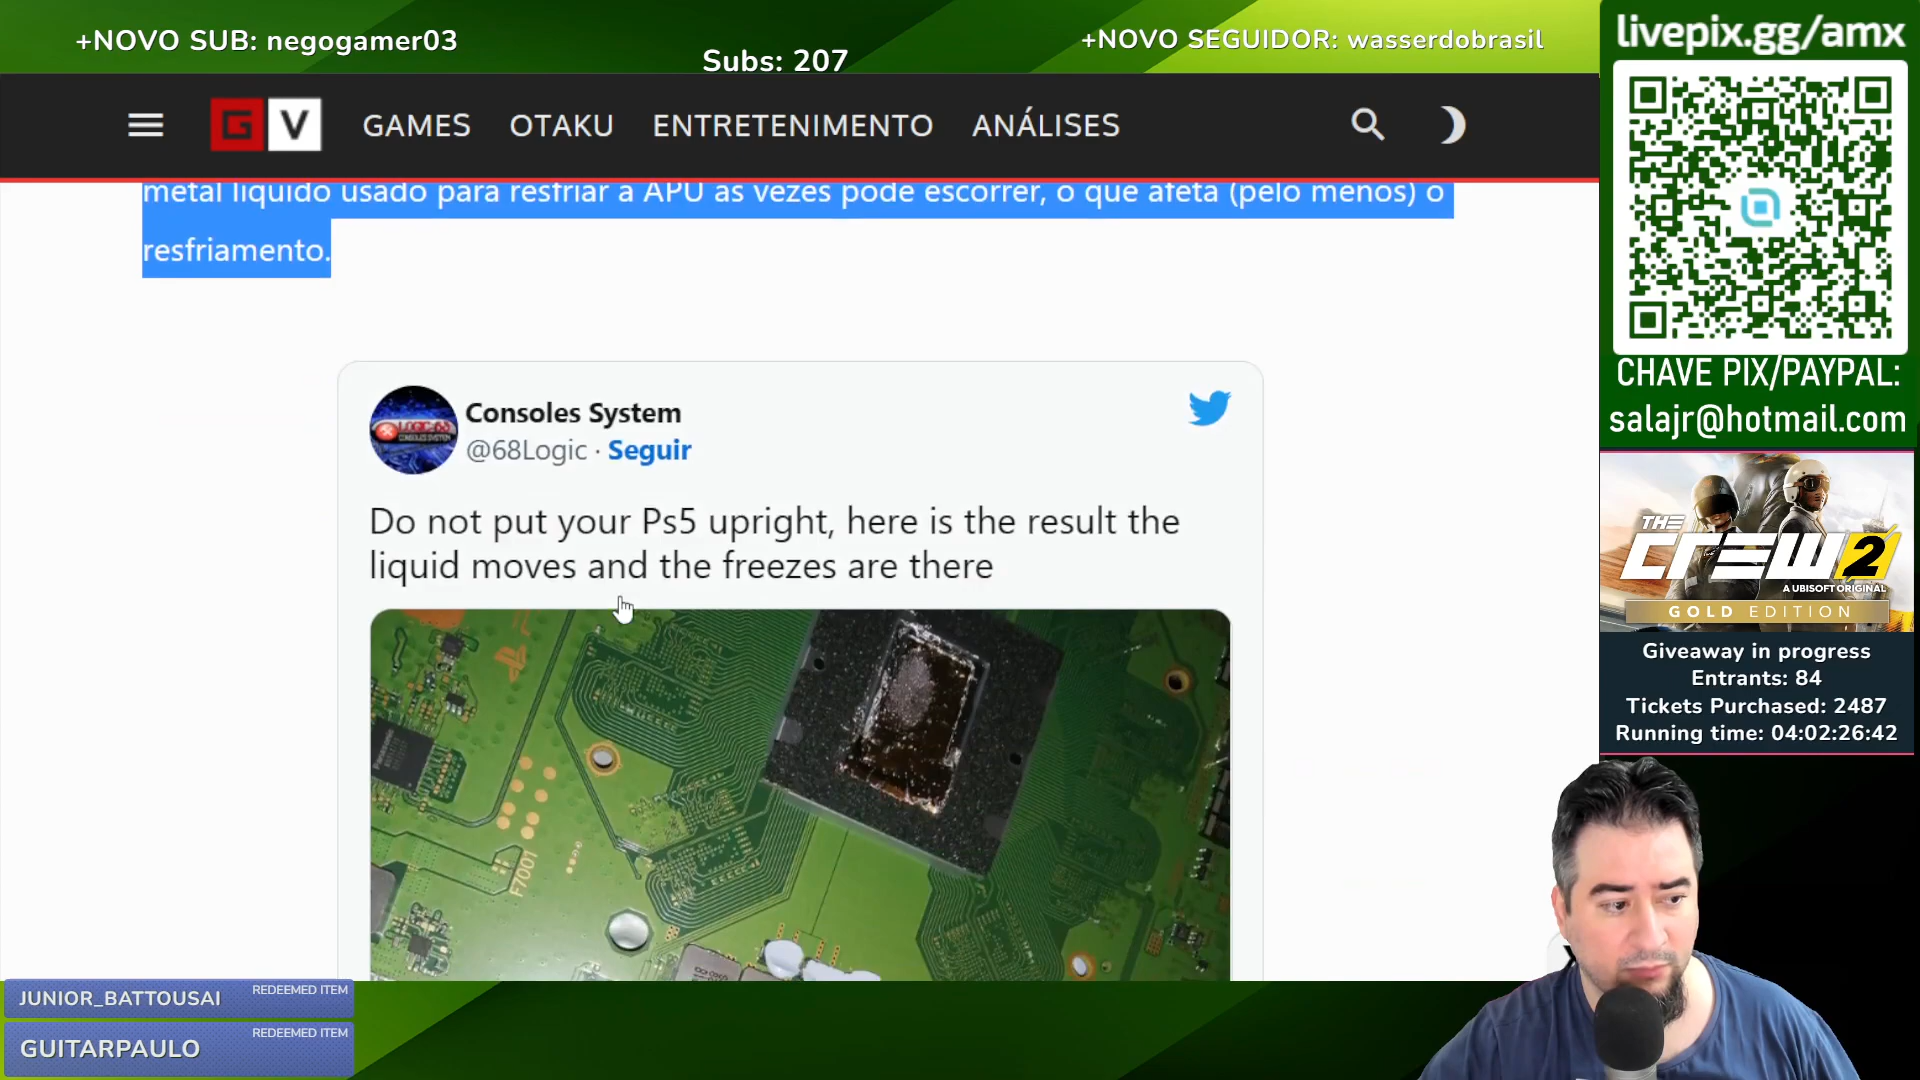 +NOVO SUB: negogamer03
Subs: 207
+NOVO SEGUIDOR: wasserdobrasil
livepix.gg/amx
G V GAMES OTAKU ENTRETENIMENTO ANÁLISES
metal líquido usado para resfriar a APU às vezes pode escorrer, o que afeta (pelo menos) o
resfriamento.
Consoles System
@68Logic · Seguir
Do not put your Ps5 upright, here is the result the
liquid moves and the freezes are there
F7001
CHAVE PIX/PAYPAL:
salajr@hotmail.com
THE
CREW 2
A UBISOFT ORIGINAL
GOLD EDITION
Giveaway in progress
Entrants: 84
Tickets Purchased: 2487
Running time: 04:02:26:42
JUNIOR_BATTOUSAI REDEEMED ITEM
GUITARPAULO REDEEMED ITEM